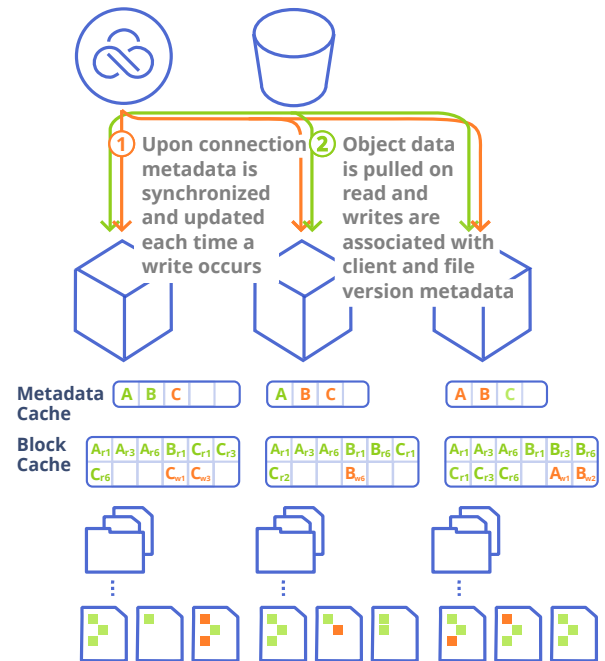 1 Upon connection
metadata is
synchronized
and updated
each time a
write occurs
2 Object data
is pulled on
read and
writes are
associated with
client and file
version metadata
Metadata
Cache
A B C
A B C
A B C
Block
Cache
Ar1 Ar3 Ar6 Br1 Cr1 Cr3
Cr6 Cw1 Cw3
Ar1 Ar3 Ar6 Br1 Br6 Cr1
Cr2 Bw6
Ar1 Ar3 Ar6 Br1 Br3 Br6
Cr1 Cr3 Cr6 Aw1 Bw2